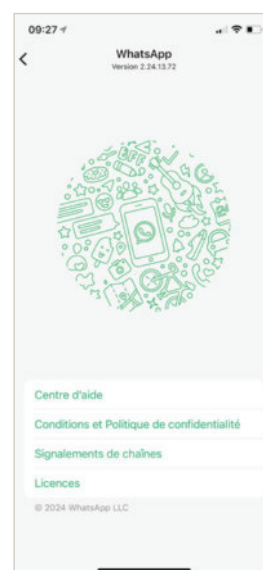 09:27
WhatsApp
Version 2.24.13.72
BFF
Centre d'aide
Conditions et Politique de confidentialité
Signalements de chaînes
Licences
© 2024 WhatsApp LLC